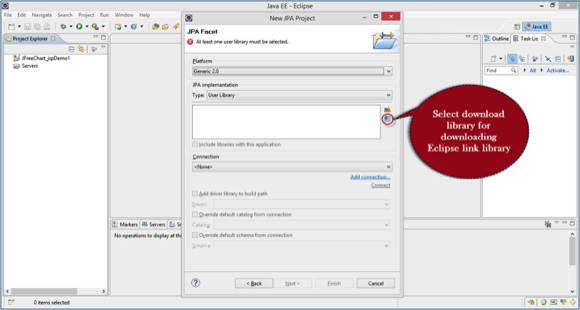 Java EE - Eclipse
File Edit Navigate Search Project Run Window Help
Java EE
Project Explorer
JFreeChart_jspDemo1
Servers
New JPA Project
JPA Facet
At least one user library must be selected.
Platform
Generic 2.0
JPA implementation
Type: User Library
Include libraries with this application
Connection
<None>
Add connection...
Connect
Add driver library to build path
Driver:
Override default catalog from connection
Catalog:
Override default schema from connection
Schema:
< Back Next > Finish Cancel
Select download
library for
downloading
Eclipse link library
Outline Task Lis
Find All Activate...
Markers Servers
No operations to display at th
0 items selected